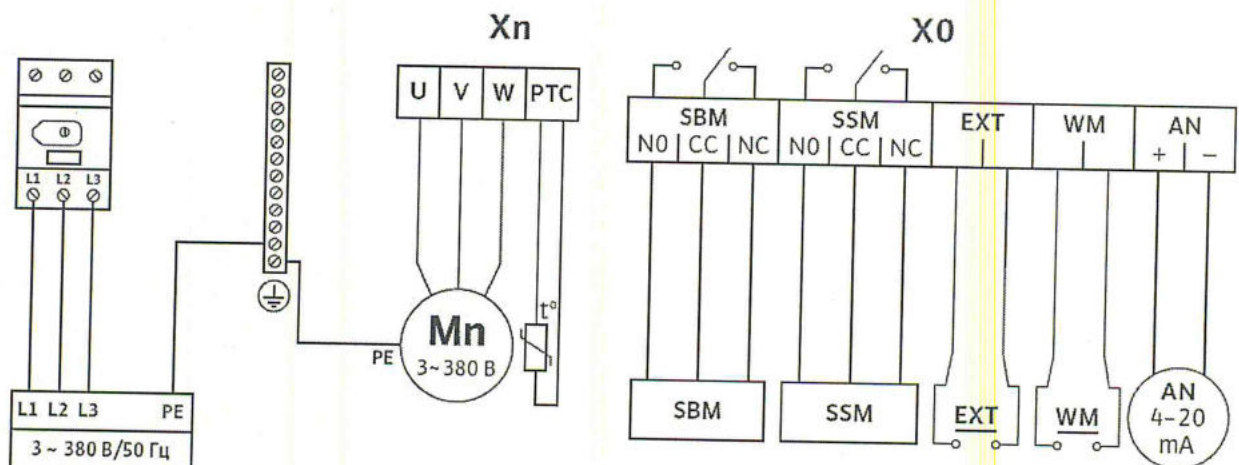 Xn
X0
U V W PTC
SBM SSM EXT WM AN
N0 CC NC N0 CC NC + −
L1 L2 L3
t°
Mn
3~380 В
PE
L1 L2 L3 PE
3 ~ 380 В/50 Гц
SBM
SSM
EXT
WM
AN
4–20
mA